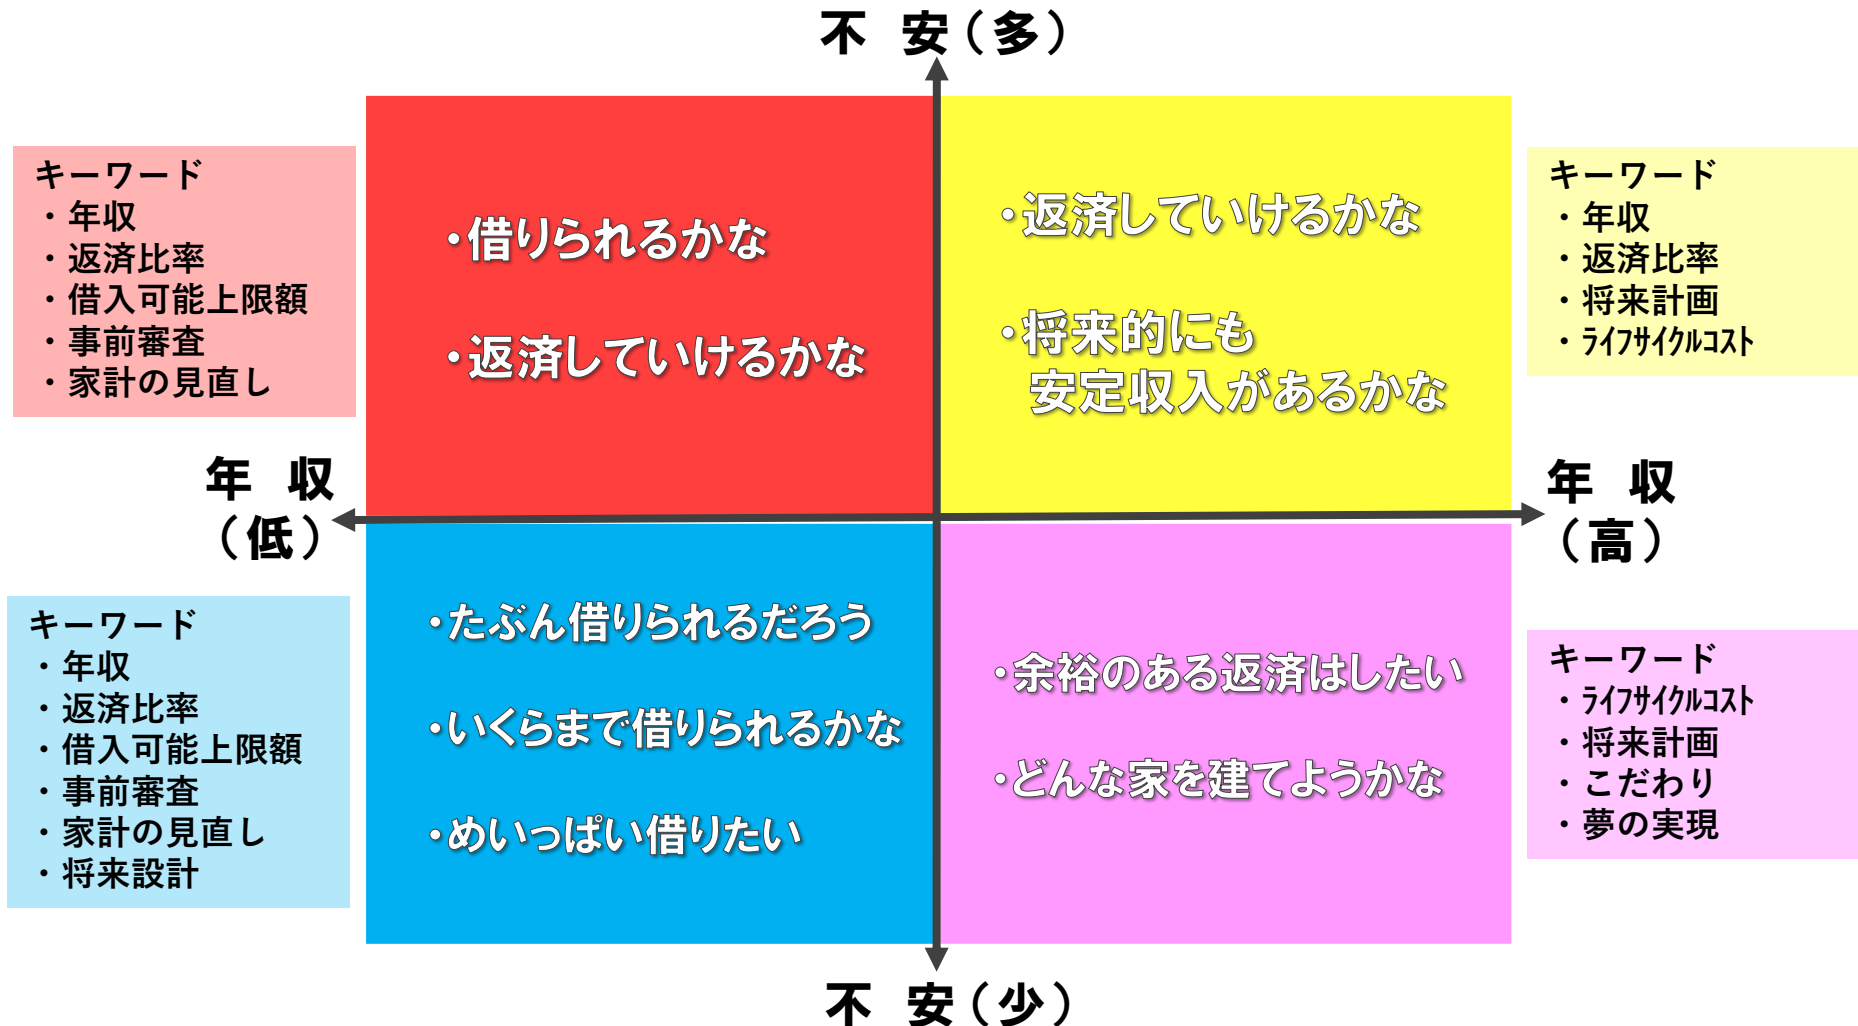 不 安（多）
キーワード
・年収
・返済比率
・借入可能上限額
・事前審査
・家計の見直し
・借りられるかな
・返済していけるかな
・返済していけるかな
・将来的にも
安定収入があるかな
キーワード
・年収
・返済比率
・将来計画
・ﾗｲﾌｻｲｸﾙｺｽﾄ
年 収
（低）
年 収
（高）
キーワード
・年収
・返済比率
・借入可能上限額
・事前審査
・家計の見直し
・将来設計
・たぶん借りられるだろう
・いくらまで借りられるかな
・めいっぱい借りたい
・余裕のある返済はしたい
・どんな家を建てようかな
キーワード
・ﾗｲﾌｻｲｸﾙｺｽﾄ
・将来計画
・こだわり
・夢の実現
不 安（少）